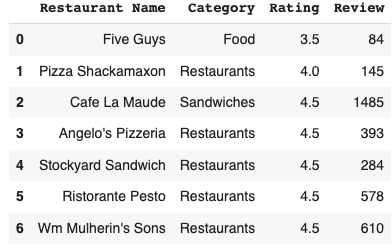 Restaurant Name Category Rating Review
0 Five Guys Food 3.5 84
1 Pizza Shackamaxon Restaurants 4.0 145
2 Cafe La Maude Sandwiches 4.5 1485
3 Angelo's Pizzeria Restaurants 4.5 393
4 Stockyard Sandwich Restaurants 4.5 284
5 Ristorante Pesto Restaurants 4.5 578
6 Wm Mulherin's Sons Restaurants 4.5 610